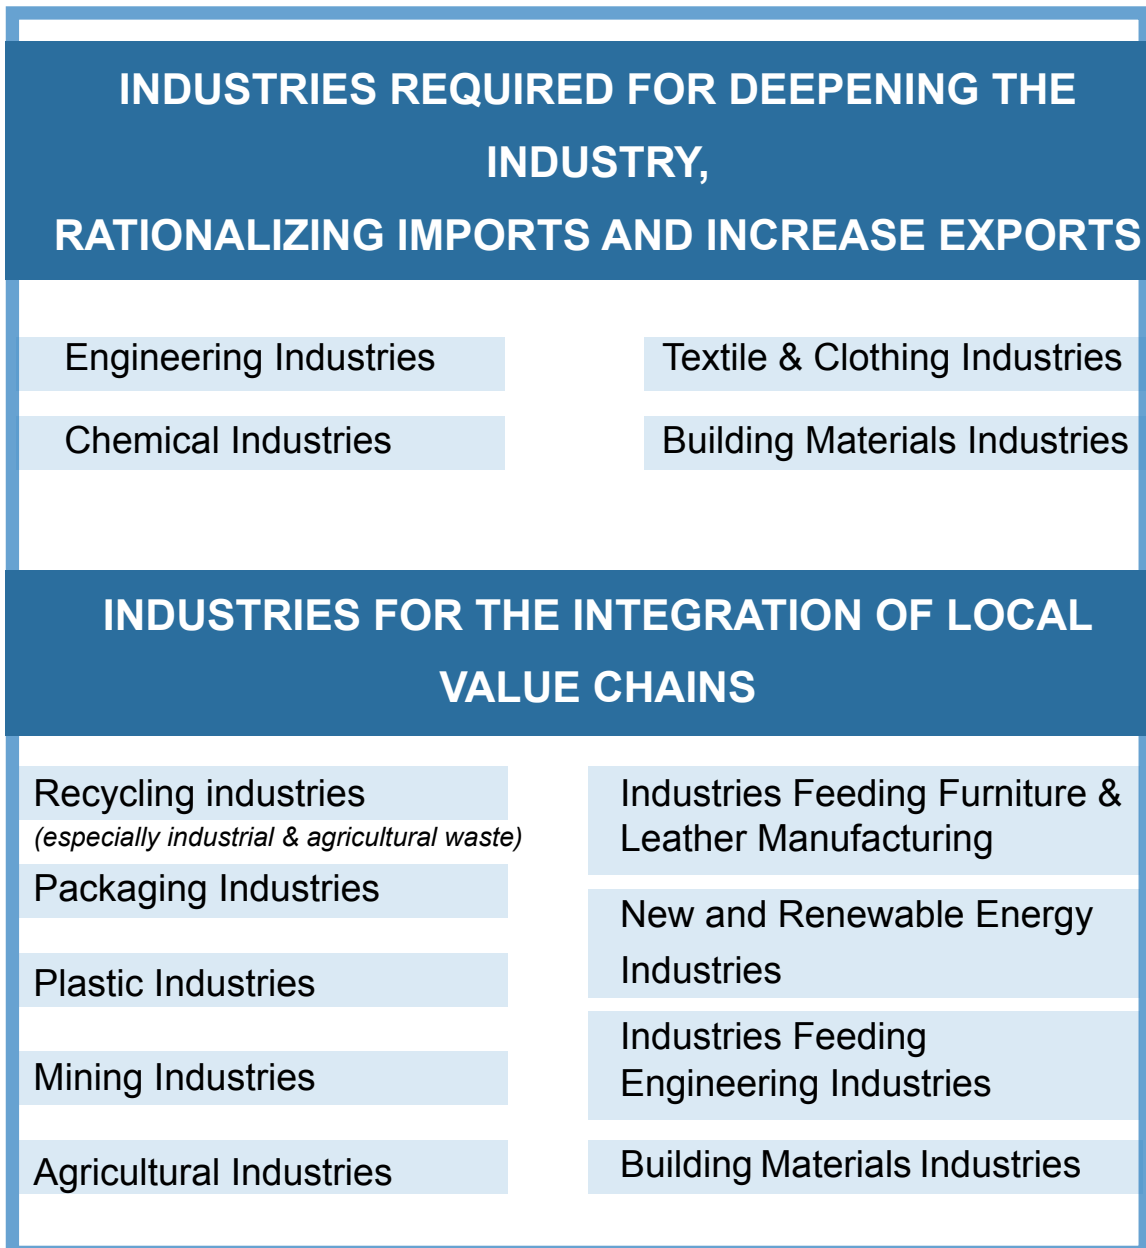 INDUSTRIES REQUIRED FOR DEEPENING THE
INDUSTRY,
RATIONALIZING IMPORTS AND INCREASE EXPORTS
Engineering Industries
Textile & Clothing Industries
Chemical Industries
Building Materials Industries
INDUSTRIES FOR THE INTEGRATION OF LOCAL
VALUE CHAINS
Recycling industries
(especially industrial & agricultural waste)
Packaging Industries
Plastic Industries
Mining Industries
Agricultural Industries
Industries Feeding Furniture &
Leather Manufacturing
New and Renewable Energy
Industries
Industries Feeding
Engineering Industries
Building Materials Industries